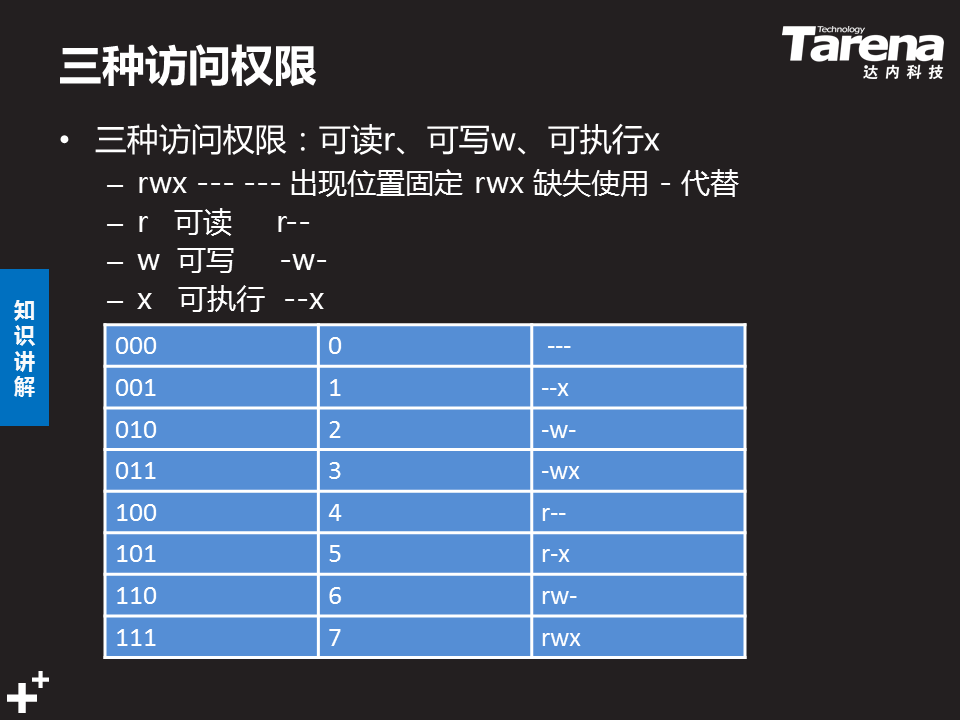 三种访问权限
Technology
Tarena
达内科技
• 三种访问权限：可读r、可写w、可执行x
– rwx --- --- 出现位置固定 rwx 缺失使用 - 代替
– r 可读 r--
– w 可写 -w-
– x 可执行 --x
知识讲解
000 0 ---
001 1 --x
010 2 -w-
011 3 -wx
100 4 r--
101 5 r-x
110 6 rw-
111 7 rwx